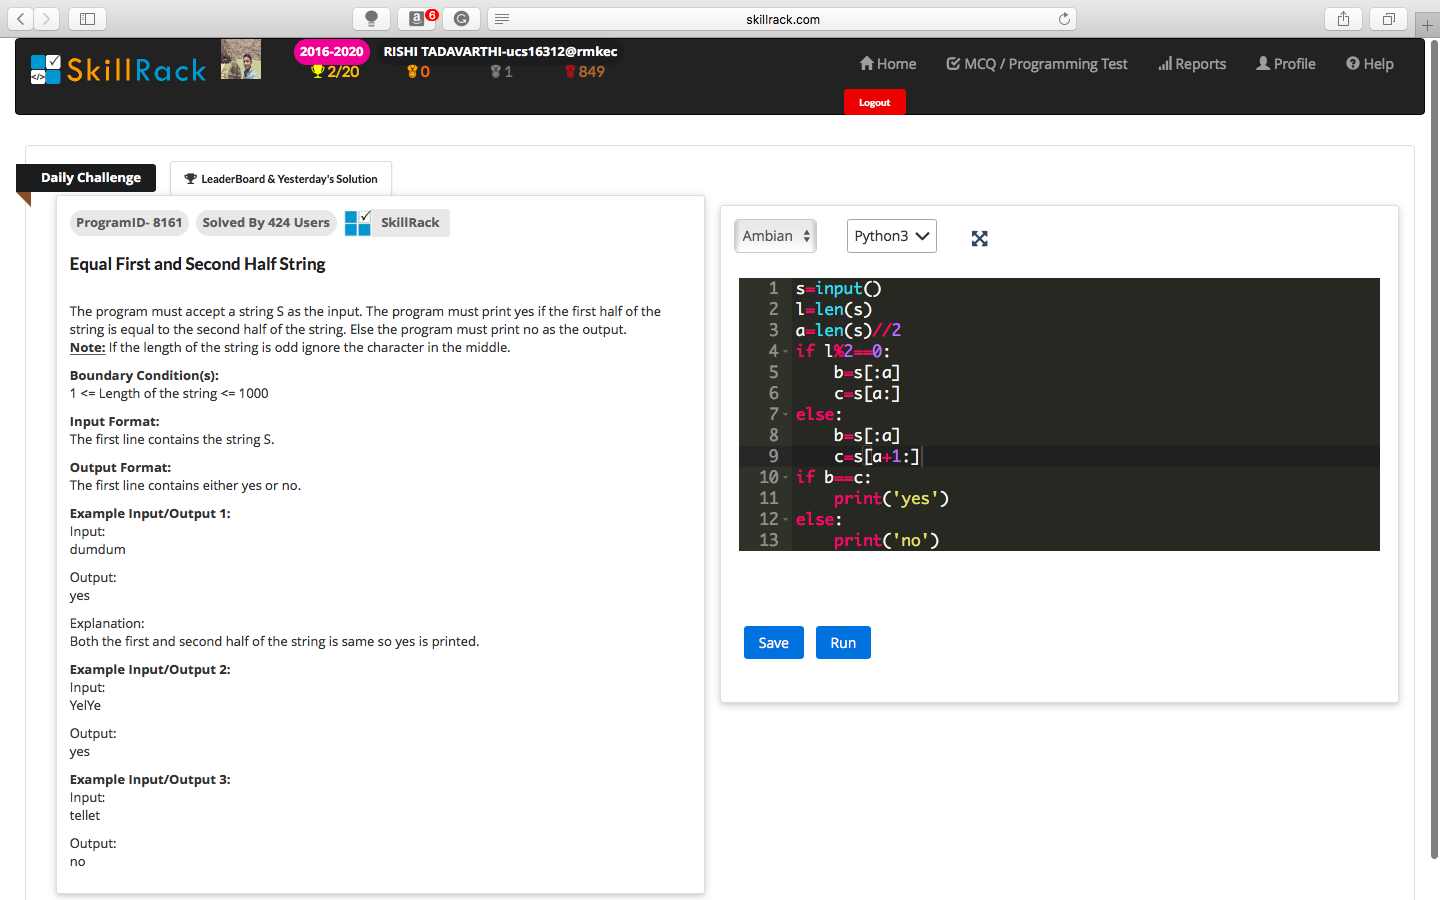 skillrack.com
6
SkillRack
2016-2020
RISHI TADAVARTHI-ucs16312@rmkec
2/20
0
1
849
Home
MCQ / Programming Test
Reports
Profile
Help
Logout
Daily Challenge
LeaderBoard & Yesterday's Solution
ProgramID- 8161
Solved By 424 Users
SkillRack
Equal First and Second Half String
The program must accept a string S as the input. The program must print yes if the first half of the
string is equal to the second half of the string. Else the program must print no as the output.
Note: If the length of the string is odd ignore the character in the middle.
Boundary Condition(s):
1 <= Length of the string <= 1000
Input Format:
The first line contains the string S.
Output Format:
The first line contains either yes or no.
Example Input/Output 1:
Input:
dumdum
Output:
yes
Explanation:
Both the first and second half of the string is same so yes is printed.
Example Input/Output 2:
Input:
YelYe
Output:
yes
Example Input/Output 3:
Input:
tellet
Output:
no
Ambian
Python3
1 s=input()
2 l=len(s)
3 a=len(s)//2
4 if l%2==0:
5 b=s[:a]
6 c=s[a:]
7 else:
8 b=s[:a]
9 c=s[a+1:]
10 if b==c:
11 print('yes')
12 else:
13 print('no')
Save
Run